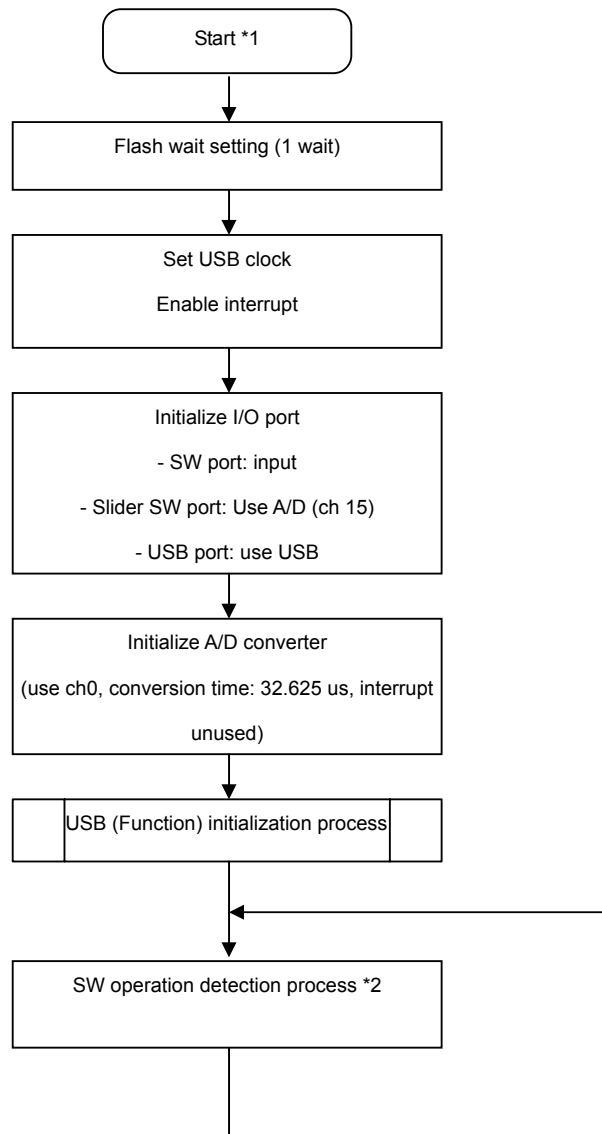 Start *1
Flash wait setting (1 wait)
Set USB clock
Enable interrupt
Initialize I/O port
- SW port: input
- Slider SW port: Use A/D (ch 15)
- USB port: use USB
Initialize A/D converter
(use ch0, conversion time: 32.625 us, interrupt
unused)
USB (Function) initialization process
SW operation detection process *2